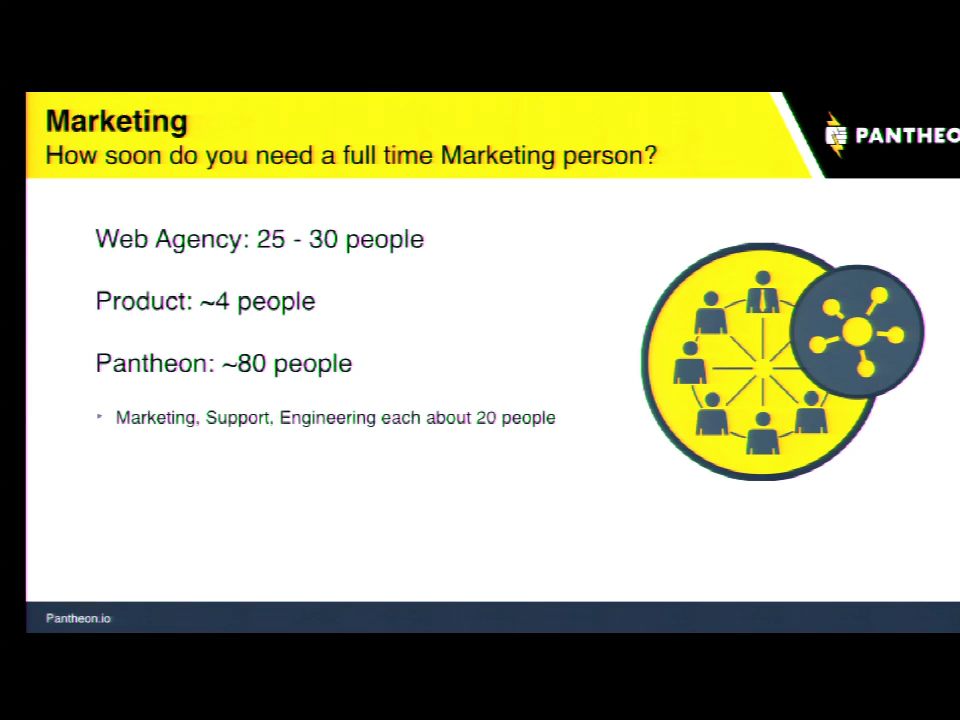 Marketing
How soon do you need a full time Marketing person?
PANTHEO
Web Agency: 25 - 30 people
Product: ~4 people
Pantheon: ~80 people
Marketing, Support, Engineering each about 20 people
Pantheon.io